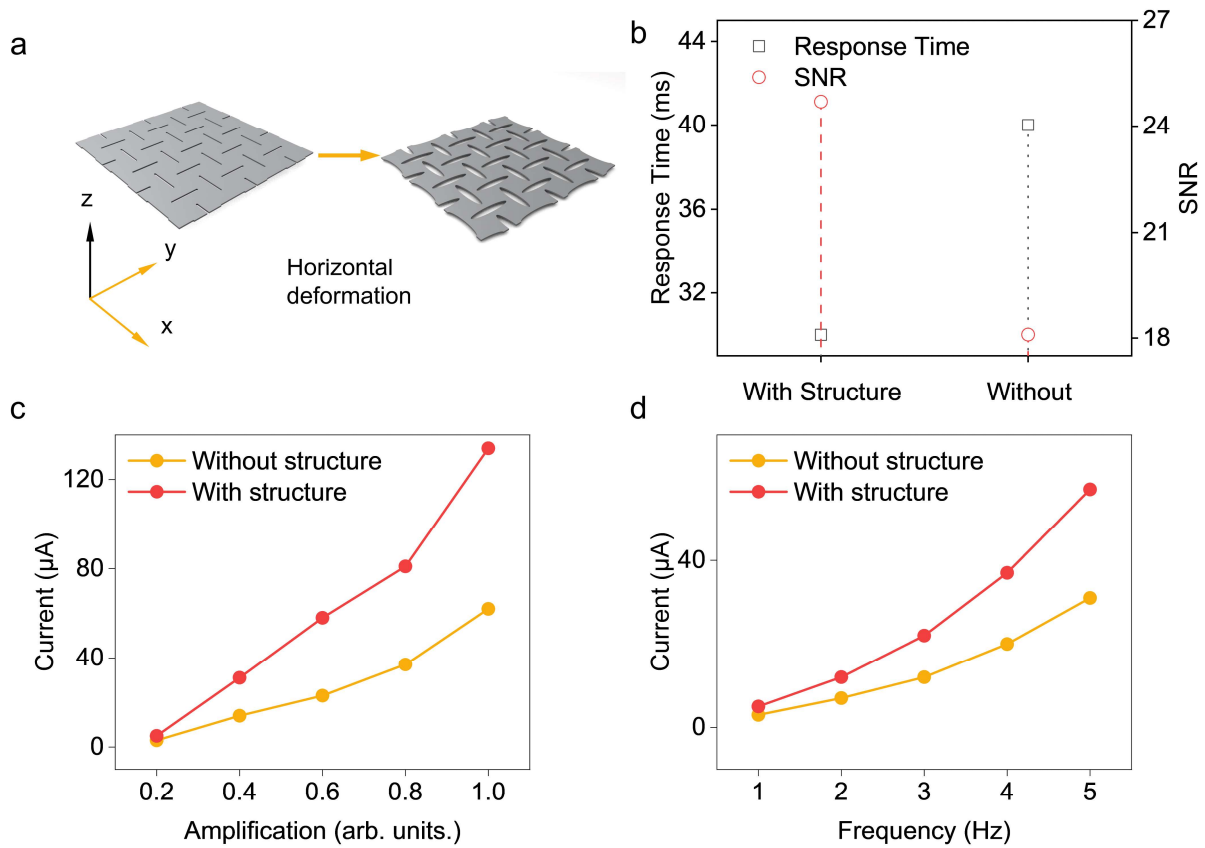 a
z
y
x
Horizontal
deformation
b
Response Time
SNR
Response Time (ms)
44
40
36
32
27
24
21
18
SNR
With Structure
Without
c
Without structure
With structure
Current (μA)
120
80
40
0
0.2 0.4 0.6 0.8 1.0
Amplification (arb. units.)
d
Without structure
With structure
Current (μA)
40
0
1 2 3 4 5
Frequency (Hz)